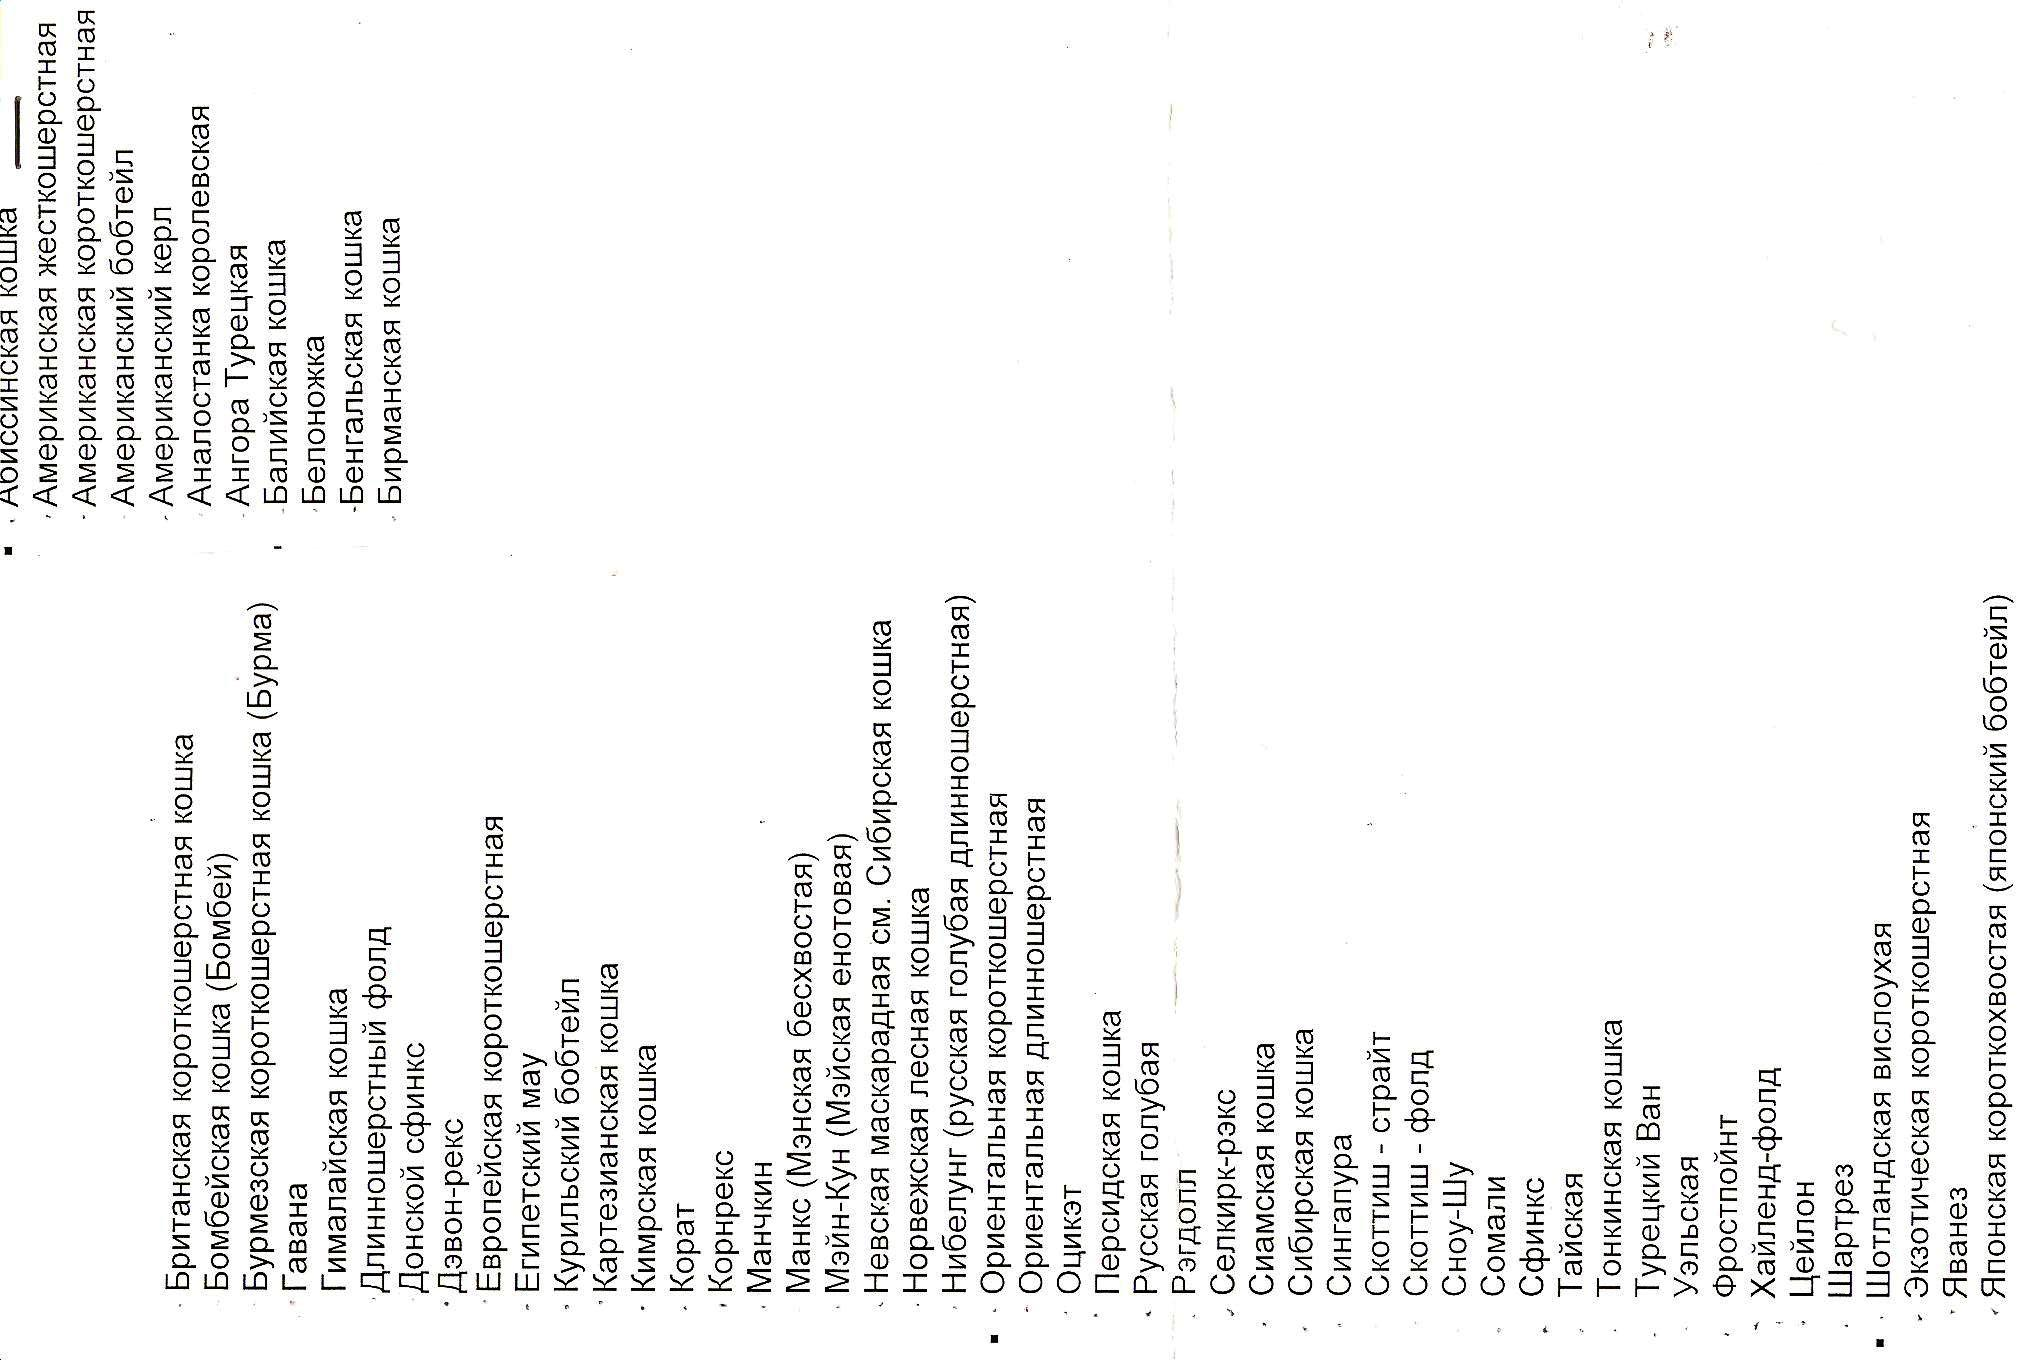 Абиссинская кошка
Американская жесткошерстная
Американская короткошерстная
Американский бобтейл
Американский керл
Аналостанка королевская
Ангора Турецкая
Балийская кошка
Белоножка
Бенгальская кошка
Бирманская кошка
Британская короткошерстная кошка
Бомбейская кошка (Бомбей)
Бурмезская короткошерстная кошка (Бурма)
Гавана
Гималайская кошка
Длинношерстный фолд
Донской сфинкс
Дэвон-рекс
Европейская короткошерстная
Египетский мау
Курильский бобтейл
Картезианская кошка
Кимрская кошка
Корат
Корнрекс
Манчкин
Манкс (Мэнская бесхвостая)
Мэйн-Кун (Мэйская енотовая)
Невская маскарадная см. Сибирская кошка
Норвежская лесная кошка
Нибелунг (русская голубая длинношерстная)
Ориентальная короткошерстная
Ориентальная длинношерстная
Оцикэт
Персидская кошка
Русская голубая
Рэгдолл
Селкирк-рэкс
Сиамская кошка
Сибирская кошка
Сингапура
Скоттиш - страйт
Скоттиш - фолд
Сноу-Шу
Сомали
Сфинкс
Тайская
Тонкинская кошка
Турецкий Ван
Уэльская
Фростпойнт
Хайленд-фолд
Цейлон
Шартрез
Шотландская вислоухая
Экзотическая короткошерстная
Яванез
Японская короткохвостая (японский бобтейл)